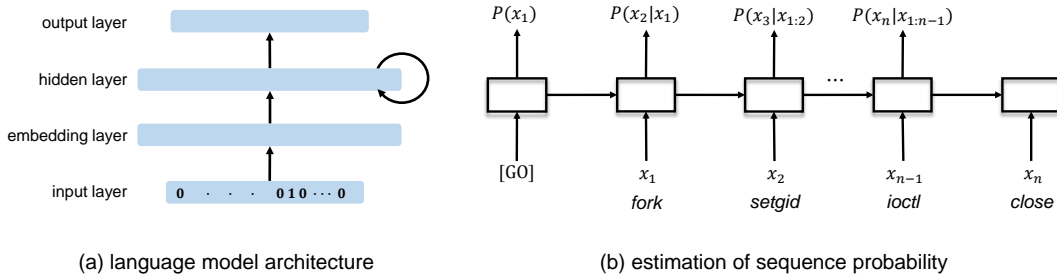 output layer
hidden layer
embedding layer
input layer
0 · · · 0 1 0 ⋯ 0
(a) language model architecture
P(x₁) P(x₂|x₁) P(x₃|x₁:₂) P(xₙ|x₁:ₙ₋₁)
...
[GO] x₁ x₂ xₙ₋₁ xₙ
fork setgid ioctl close
(b) estimation of sequence probability